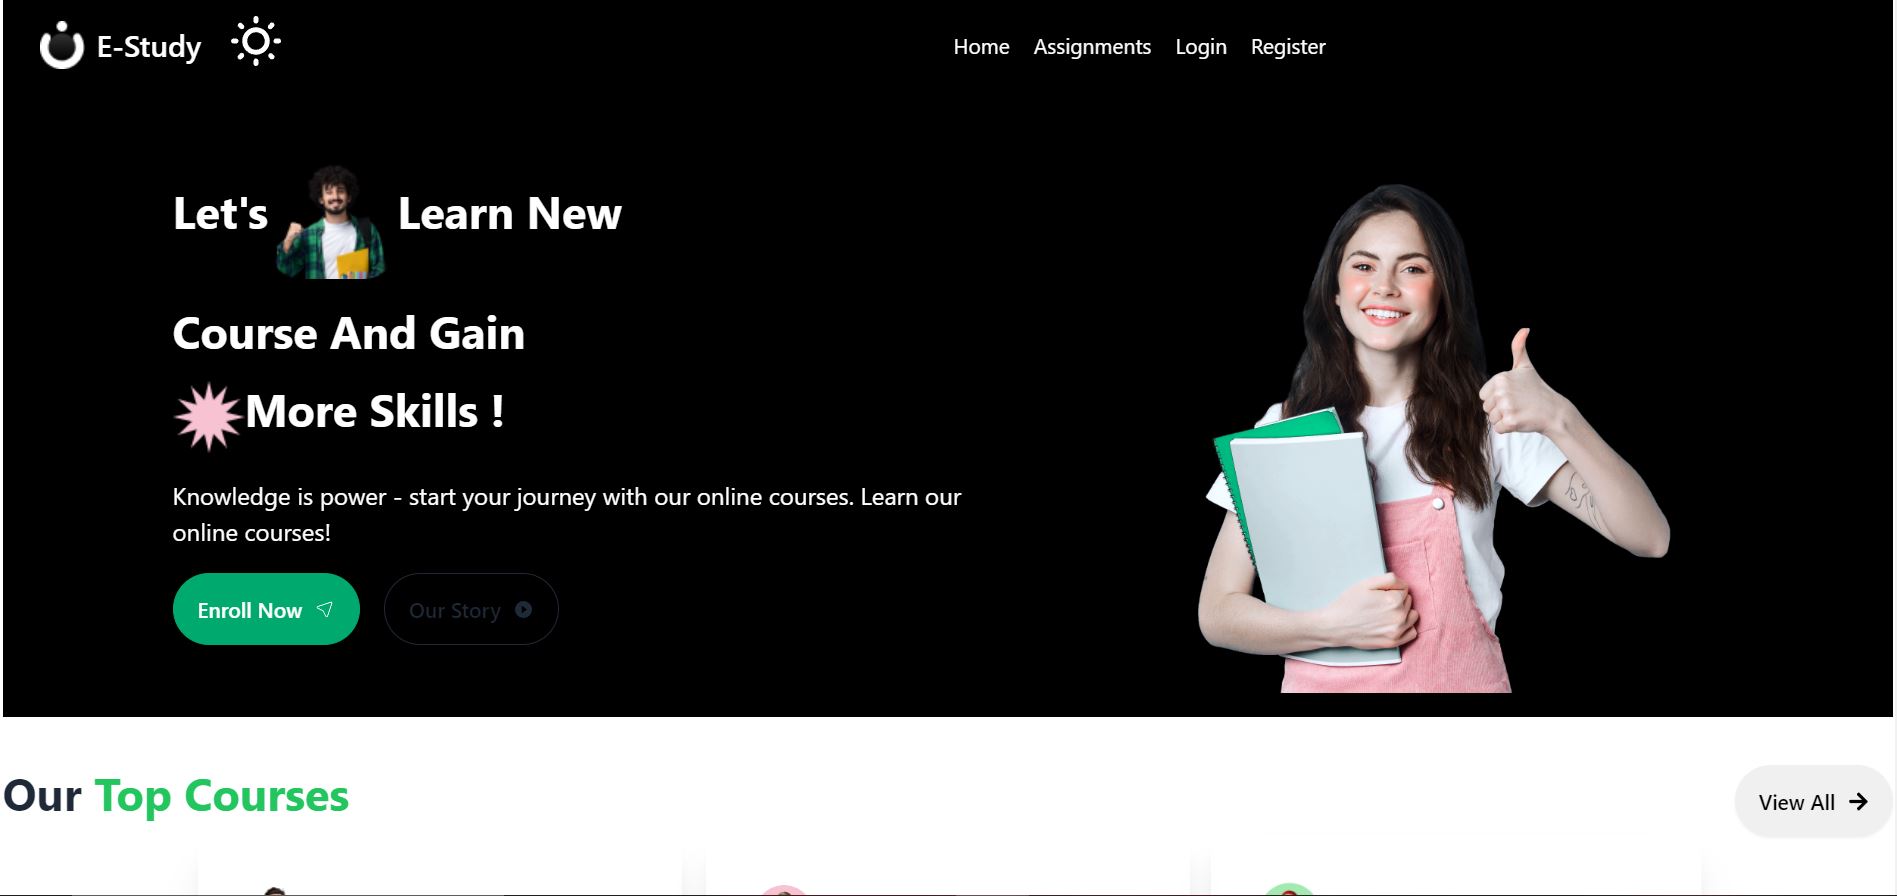 E-Study
Home Assignments Login Register
Let's Learn New
Course And Gain
More Skills !
Knowledge is power - start your journey with our online courses. Learn our
online courses!
Enroll Now
Our Story
Our Top Courses
View All